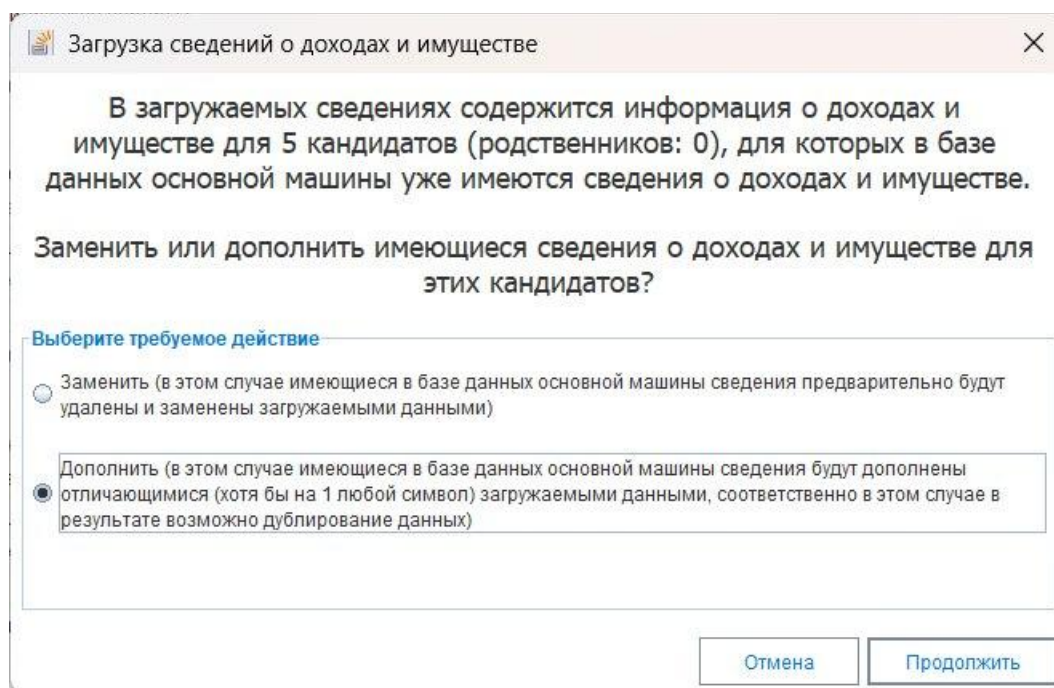 Загрузка сведений о доходах и имуществе
В загружаемых сведениях содержится информация о доходах и
имуществе для 5 кандидатов (родственников: 0), для которых в базе
данных основной машины уже имеются сведения о доходах и имуществе.
Заменить или дополнить имеющиеся сведения о доходах и имуществе для
этих кандидатов?
Выберите требуемое действие
Заменить (в этом случае имеющиеся в базе данных основной машины сведения предварительно будут
удалены и заменены загружаемыми данными)
Дополнить (в этом случае имеющиеся в базе данных основной машины сведения будут дополнены
отличающимися (хотя бы на 1 любой символ) загружаемыми данными, соответственно в этом случае в
результате возможно дублирование данных)
Отмена
Продолжить